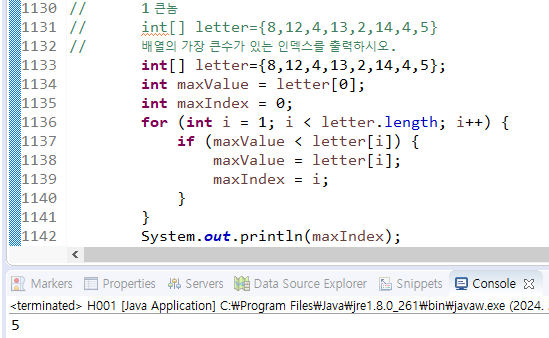 1130 // 1 큰놈
1131 // int[] letter={8,12,4,13,2,14,4,5}
1132 // 배열의 가장 큰수가 있는 인덱스를 출력하시오.
1133 int[] letter={8,12,4,13,2,14,4,5};
1134 int maxValue = letter[0];
1135 int maxIndex = 0;
1136 for (int i = 1; i < letter.length; i++) {
1137 if (maxValue < letter[i]) {
1138 maxValue = letter[i];
1139 maxIndex = i;
1140 }
1141 }
1142 System.out.println(maxIndex);
Markers Properties Servers Data Source Explorer Snippets Console
<terminated> H001 [Java Application] C:₩Program Files₩Java₩jre1.8.0_261₩bin₩javaw.exe (2024.
5